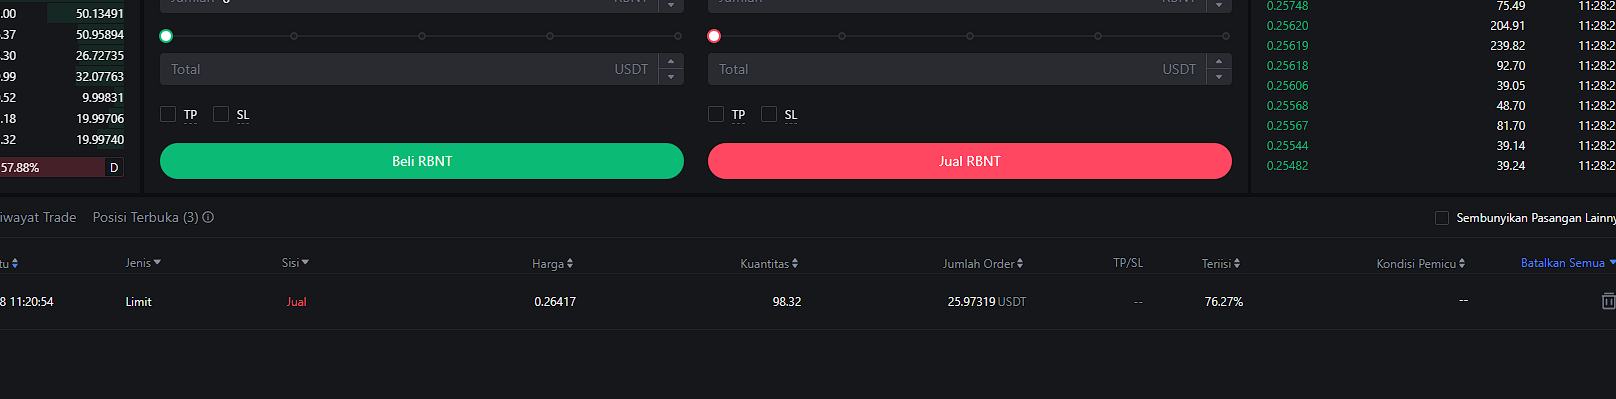 .00 50.13491
.37 50.95894
.30 26.72735
.99 32.07763
.52 9.99831
.18 19.99706
.32 19.99740
57.88% D
Total USDT
TP SL
Beli RBNT
Total USDT
TP SL
Jual RBNT
0.25748 75.49 11:28:2
0.25620 204.91 11:28:2
0.25619 239.82 11:28:2
0.25618 92.70 11:28:2
0.25606 39.05 11:28:2
0.25568 48.70 11:28:2
0.25567 81.70 11:28:2
0.25544 39.14 11:28:2
0.25482 39.24 11:28:2
iwayat Trade Posisi Terbuka (3) Sembunyikan Pasangan Lainny
tu Jenis Sisi Harga Kuantitas Jumlah Order TP/SL Terisi Kondisi Pemicu Batalkan Semua
8 11:20:54 Limit Jual 0.26417 98.32 25.97319 USDT -- 76.27% --